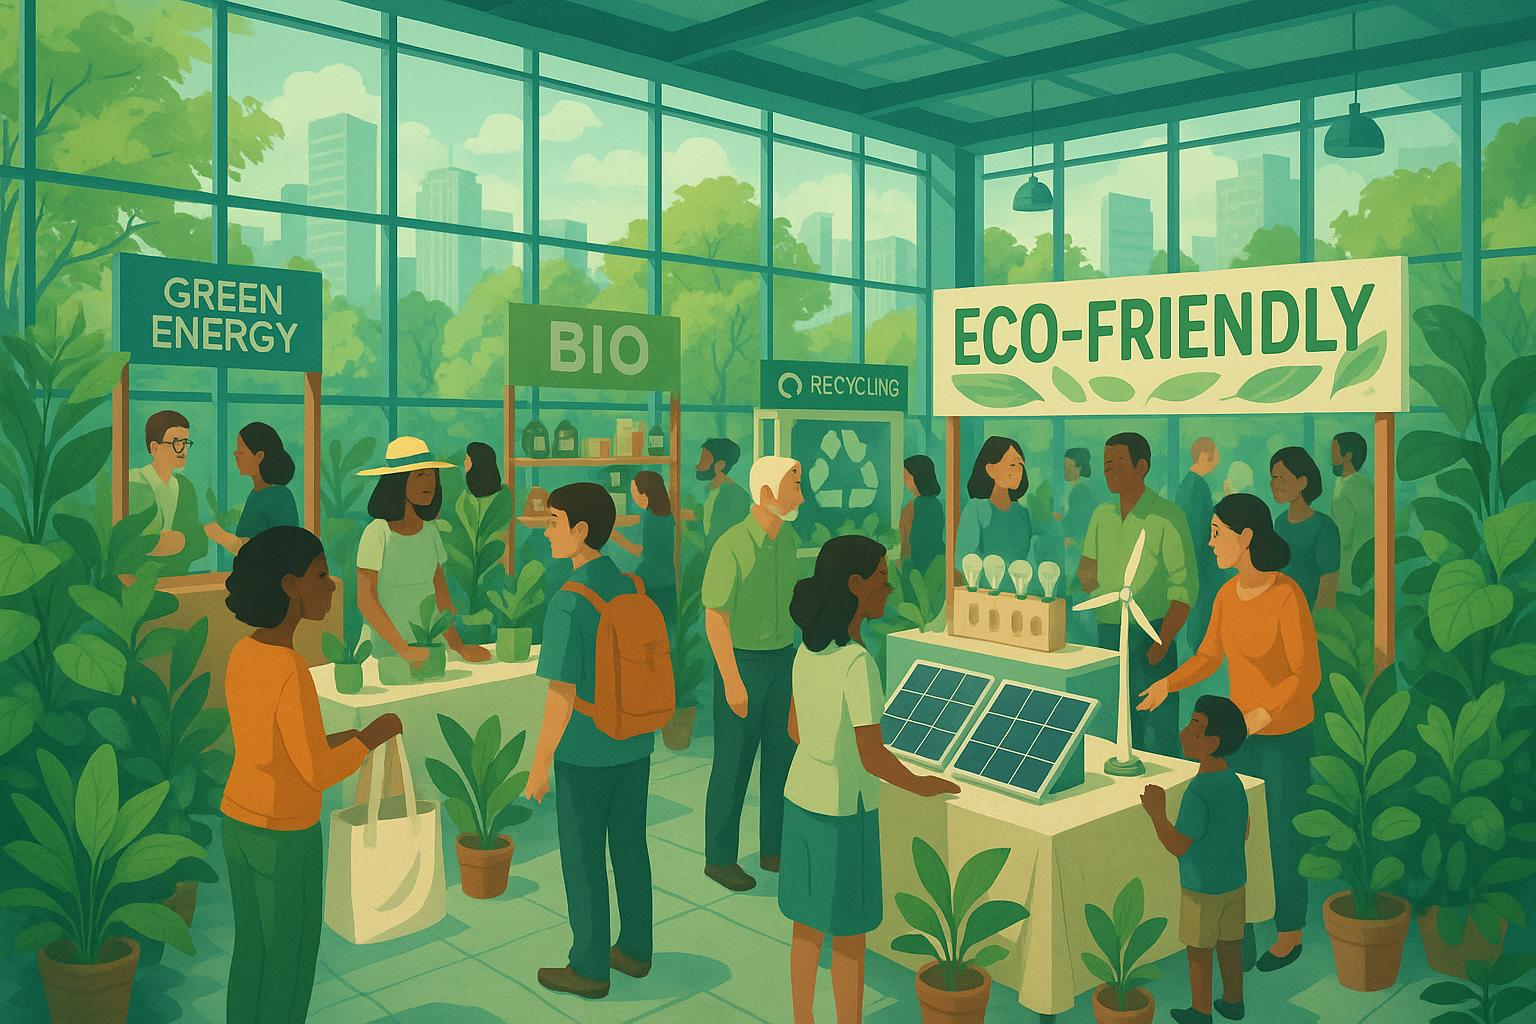 GREEN
ENERGY
BIO
RECYCLING
ECO-FRIENDLY